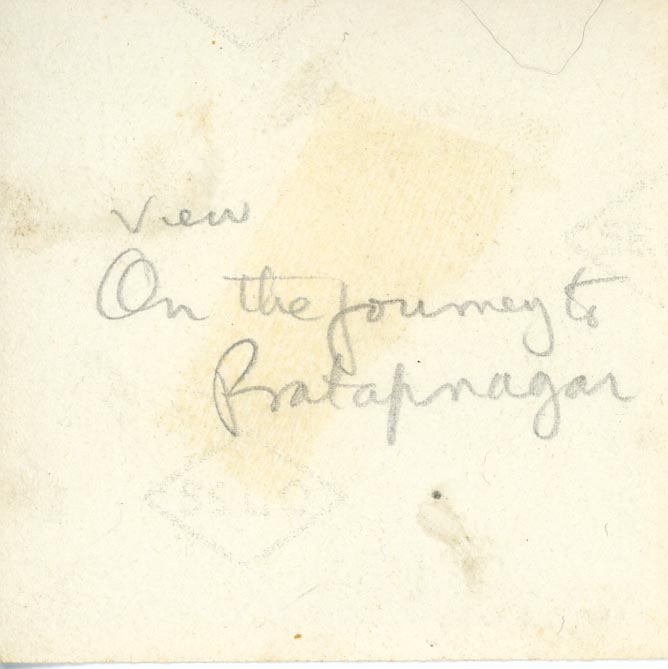 View
On the journey to
Pratapnagar